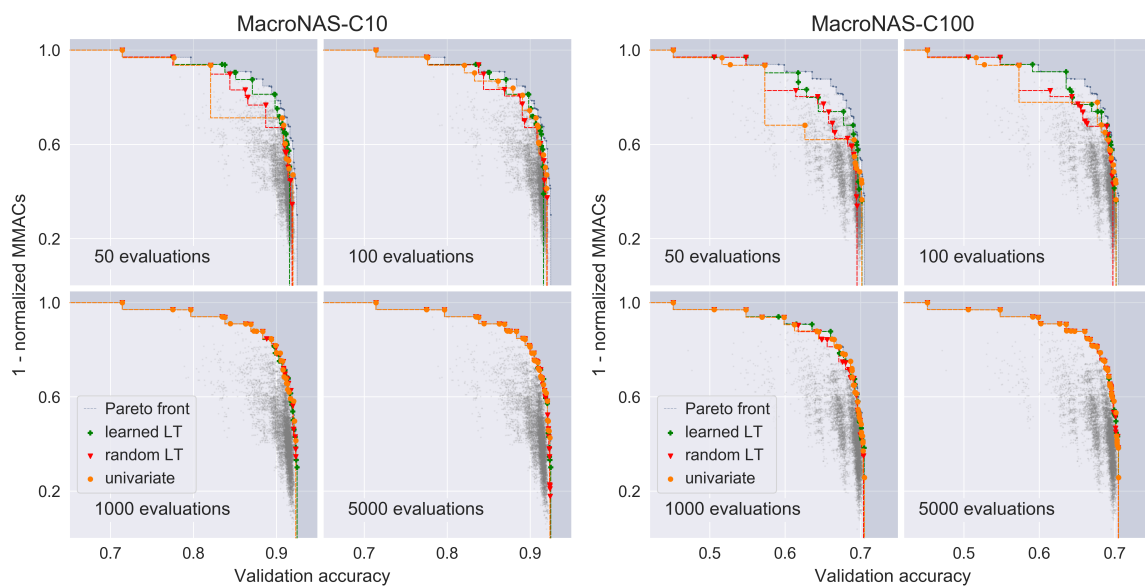 MacroNAS-C10
1 - normalized MMACs
1.0
0.6
0.2
50 evaluations
100 evaluations
1.0
0.6
0.2
Pareto front
learned LT
random LT
univariate
1000 evaluations
5000 evaluations
0.7
0.8
0.9
0.7
0.8
0.9
Validation accuracy
MacroNAS-C100
1 - normalized MMACs
1.0
0.6
0.2
50 evaluations
100 evaluations
1.0
0.6
0.2
Pareto front
learned LT
random LT
univariate
1000 evaluations
5000 evaluations
0.5
0.6
0.7
0.5
0.6
0.7
Validation accuracy